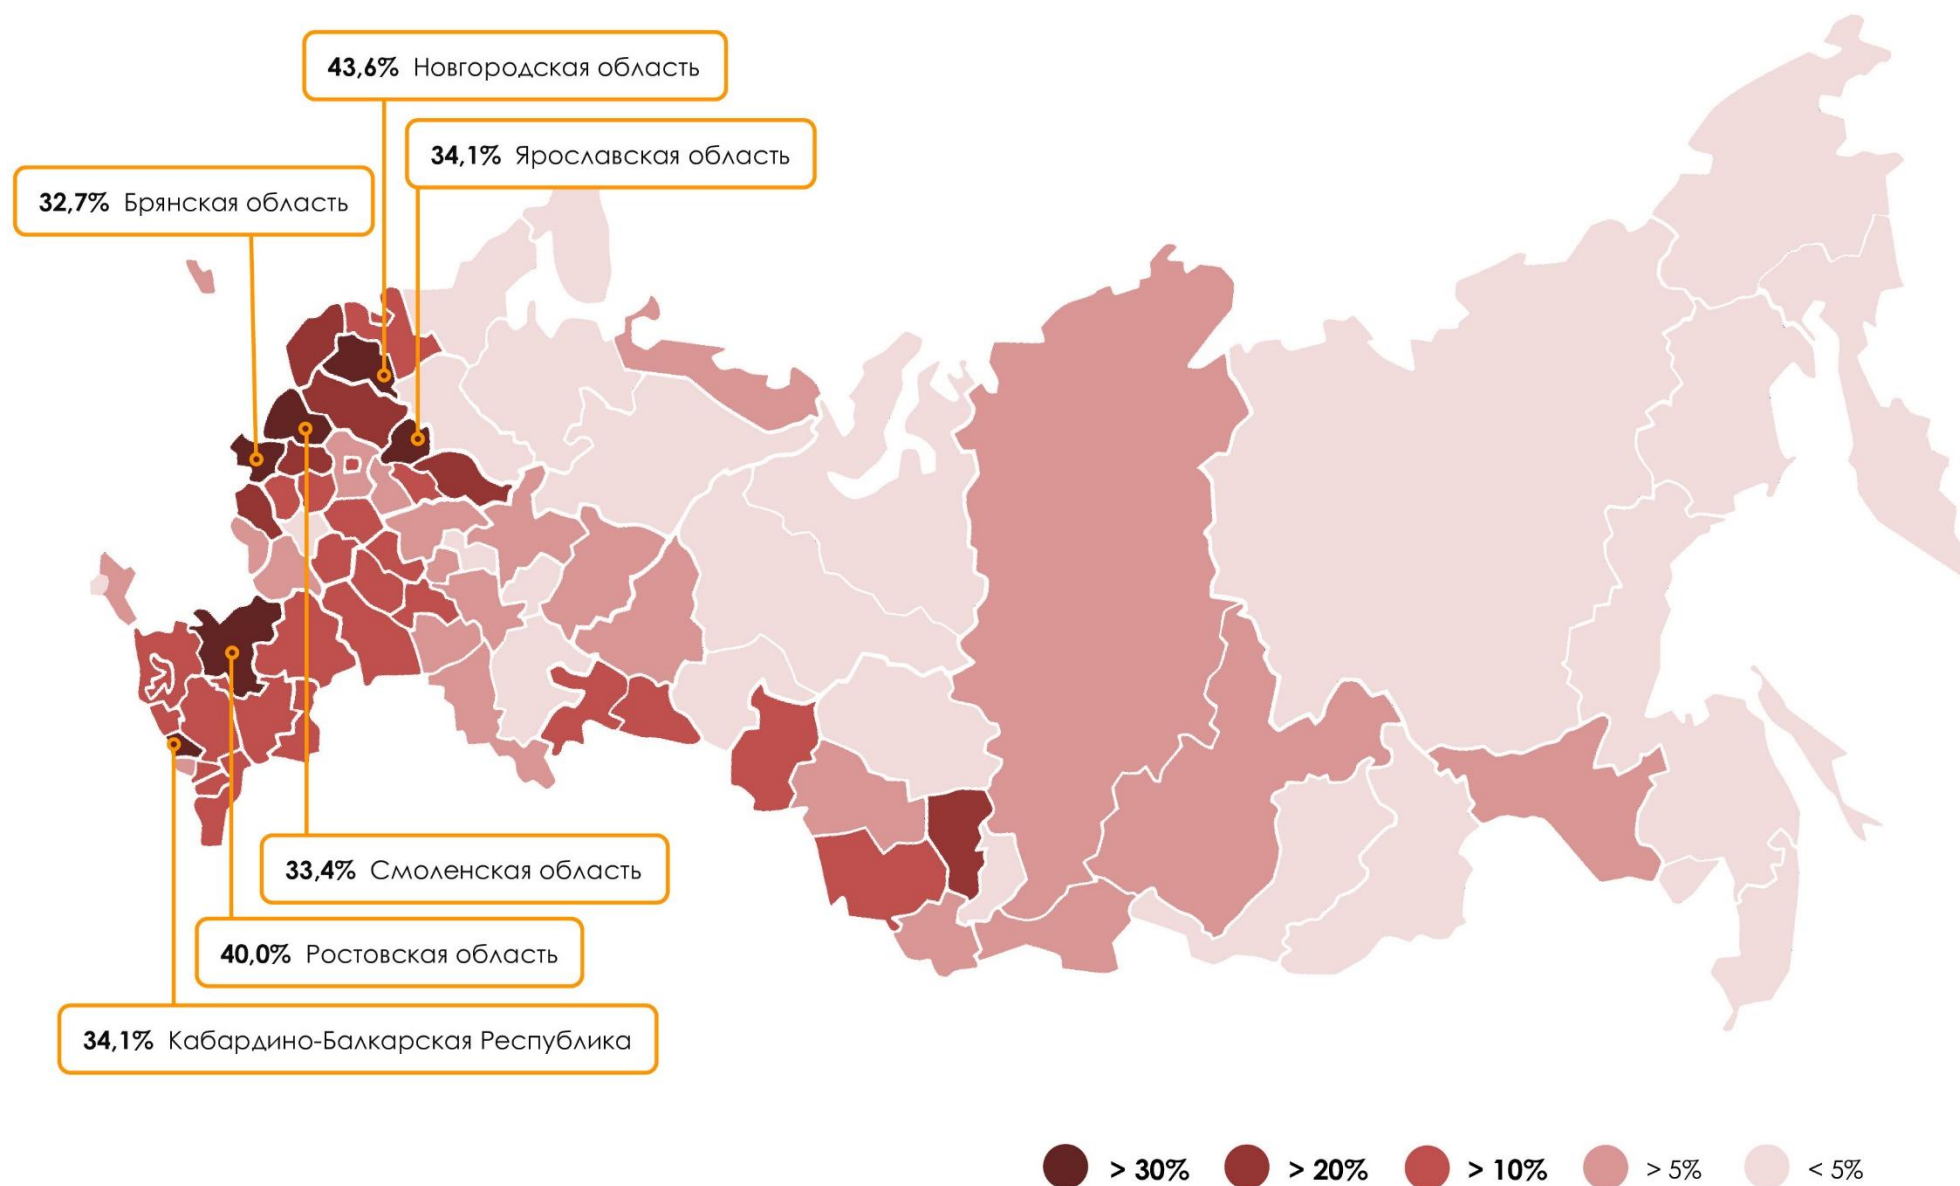 43,6% Новгородская область
34,1% Ярославская область
32,7% Брянская область
33,4% Смоленская область
40,0% Ростовская область
34,1% Кабардино-Балкарская Республика
> 30% > 20% > 10% > 5% < 5%